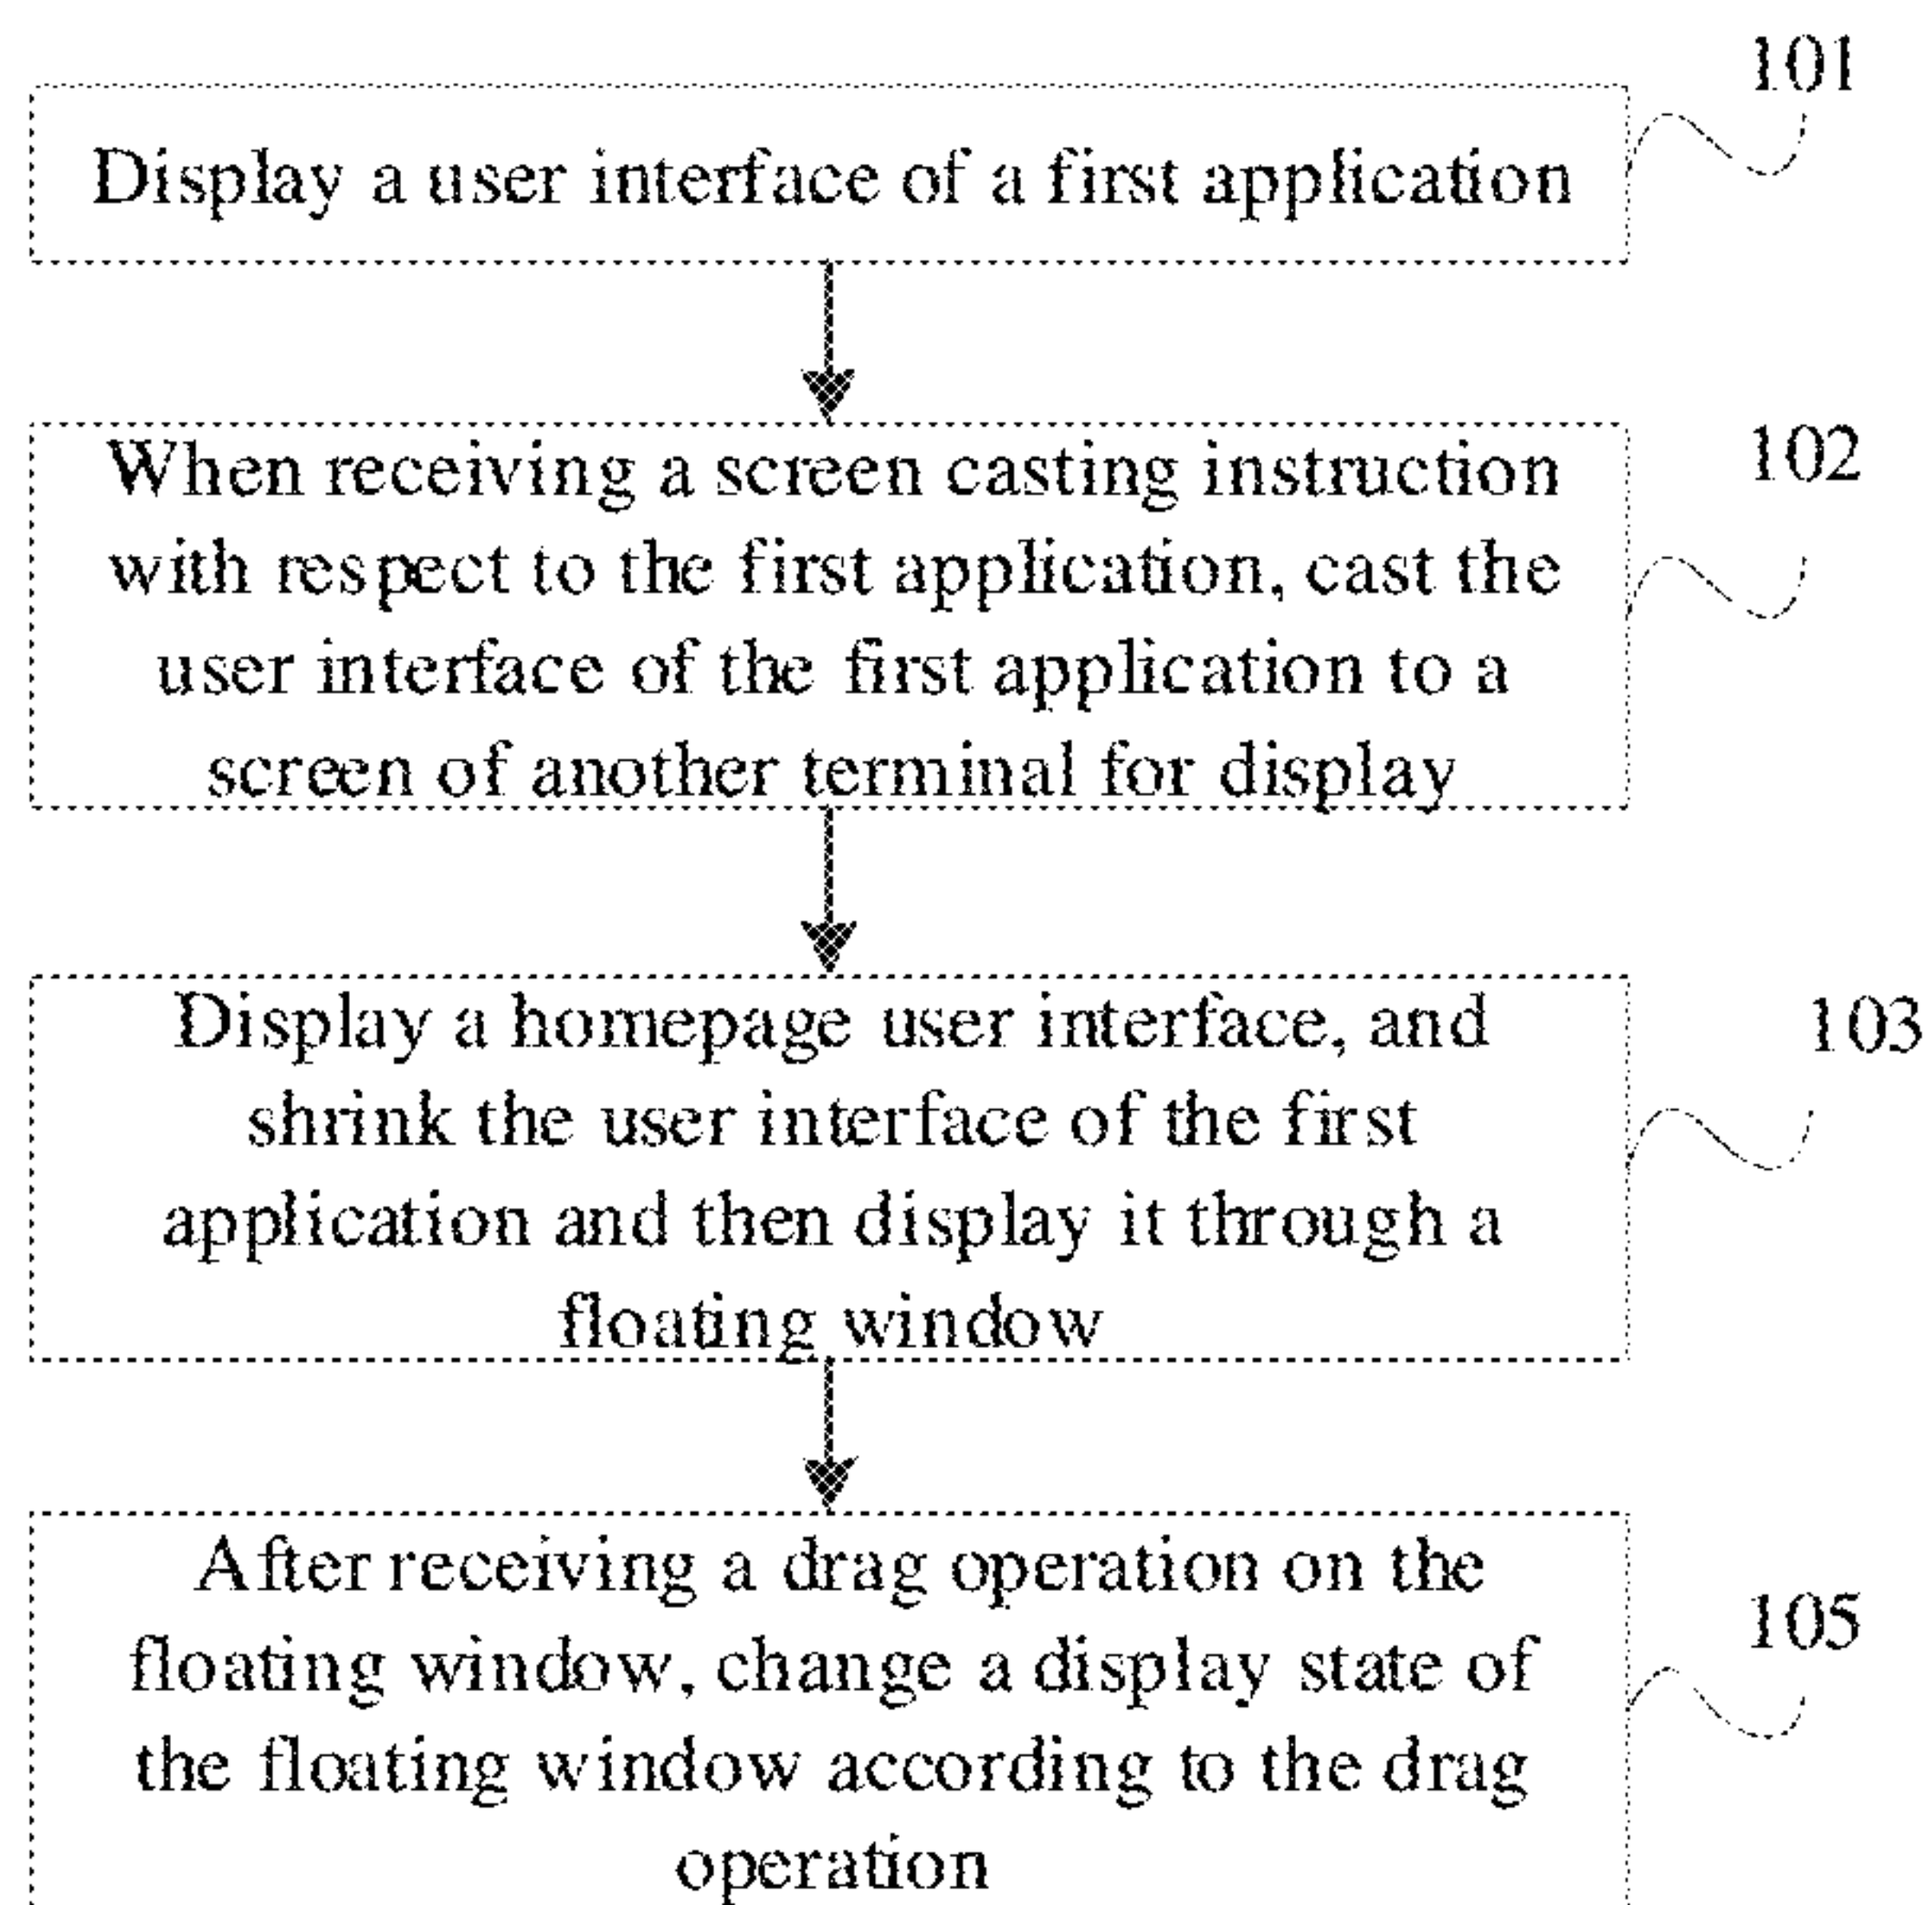 101
Display a user interface of a first application
When receiving a screen casting instruction
102
with respect to the first application, cast the
user interface of the first application to a
screen of another terminal for display
Display a homepage user interface, and
103
shrink the user interface of the first
application and then display it through a
floating window
After receiving a drag operation on the
105
floating window, change a display state of
the floating window according to the drag
operation